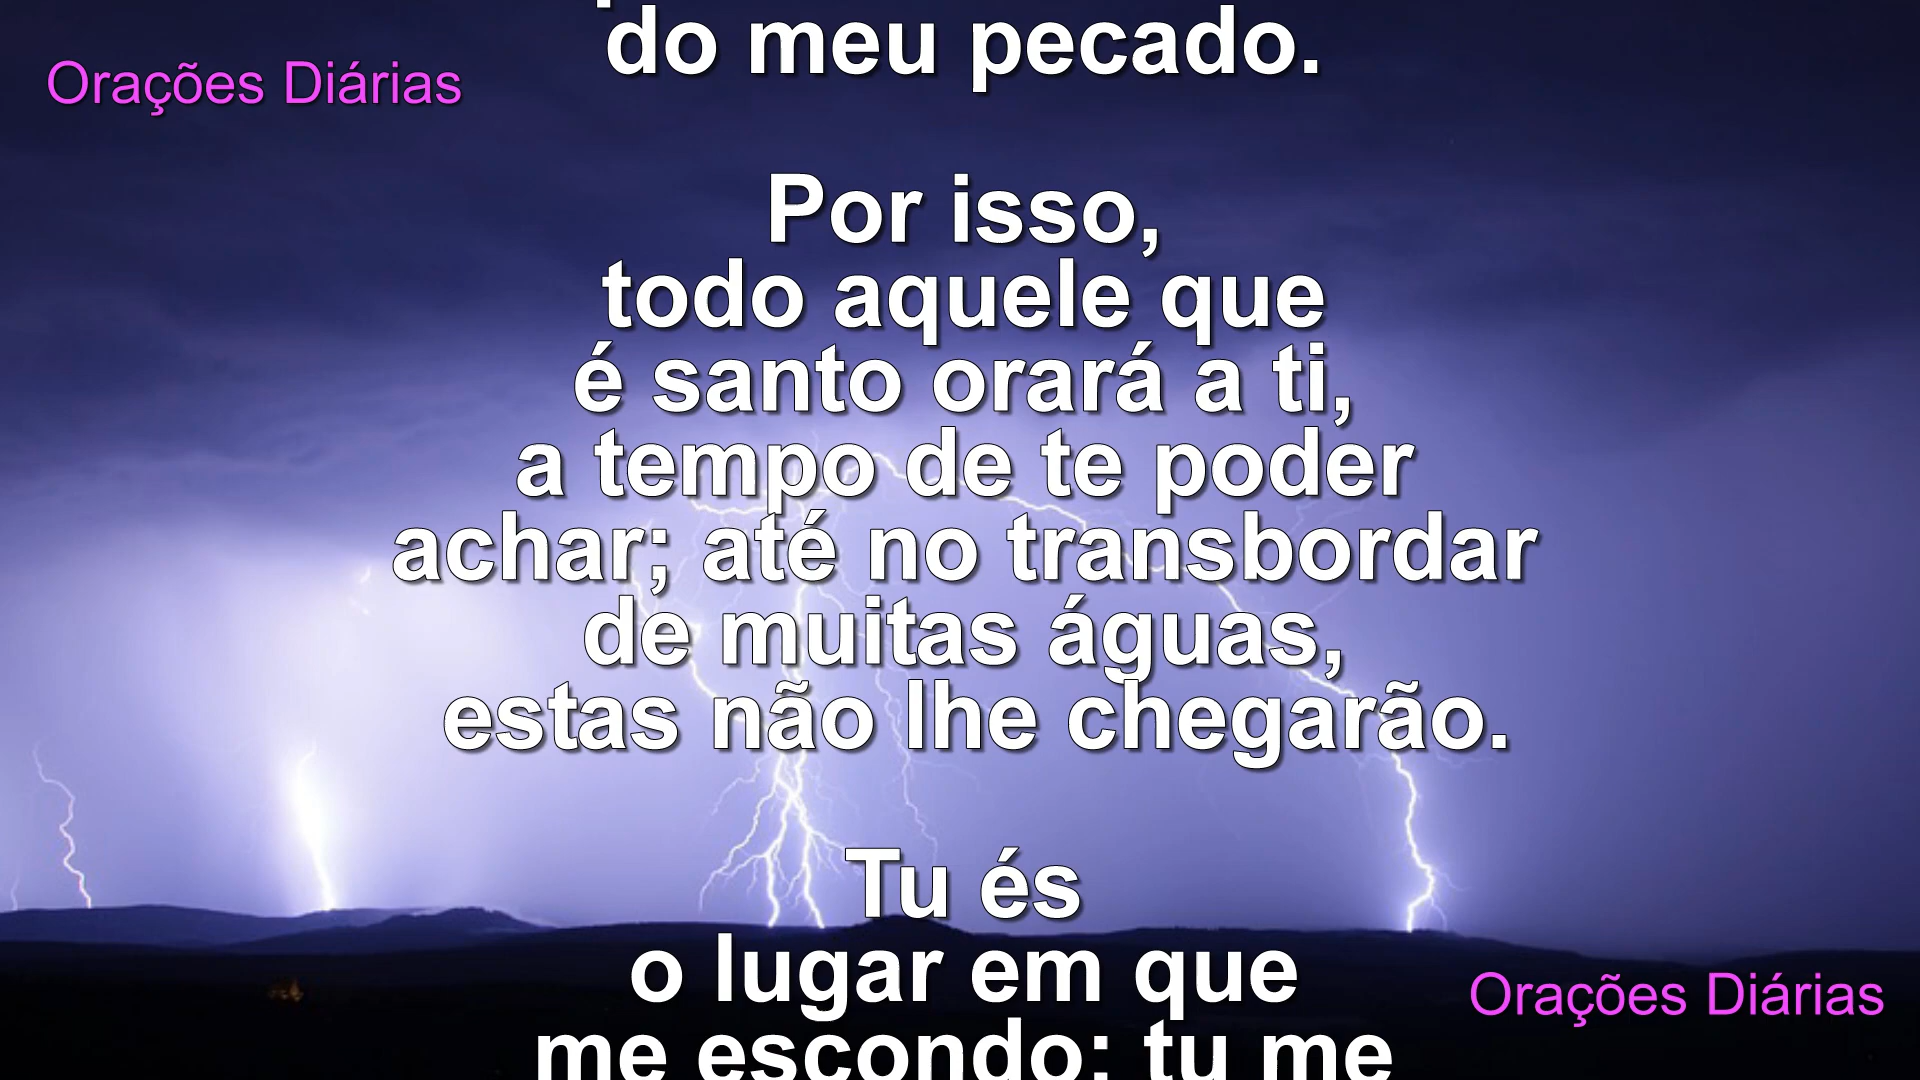 do meu pecado.
Orações Diárias
Por isso,
todo aquele que
é santo orará a ti,
a tempo de te poder
achar; até no transbordar
de muitas águas,
estas não lhe chegarão.
Tu és
o lugar em que
Orações Diárias
me escondo; tu me